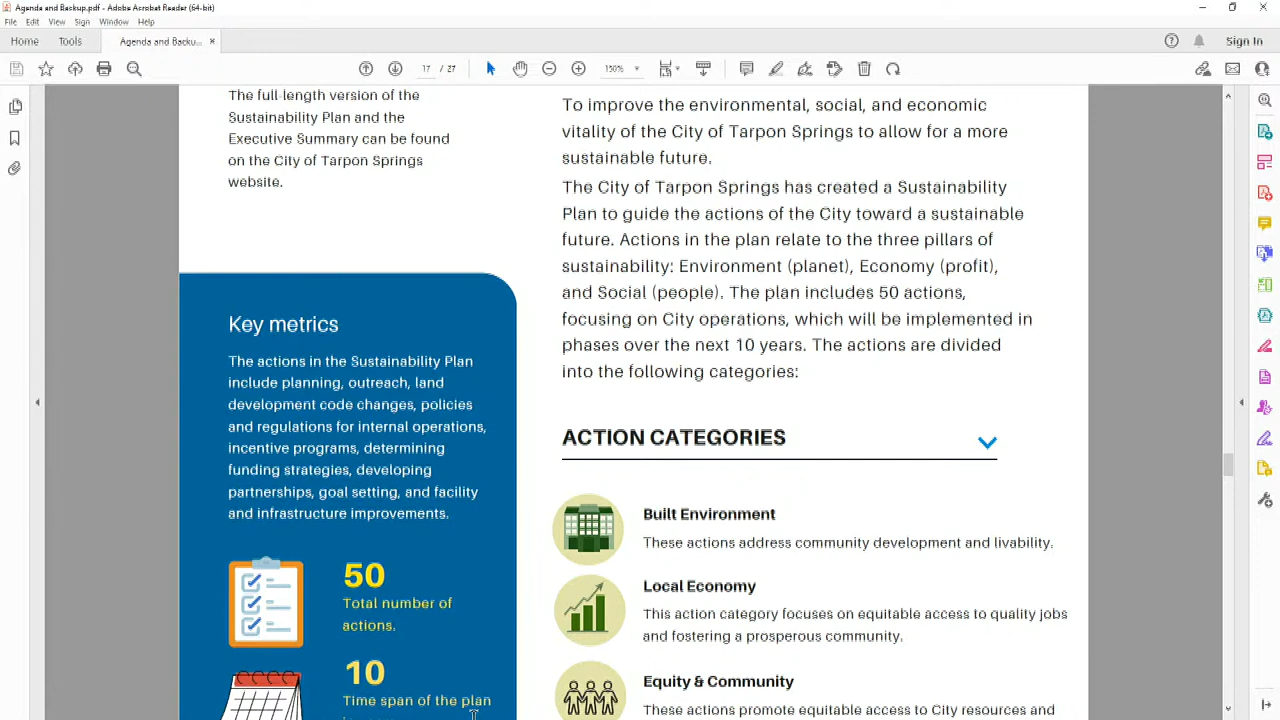 Agenda and Backup.pdf - Adobe Acrobat Reader (64-bit)
File Edit View Sign Window Help
Home Tools Agenda and Backu... × Sign In
17 / 27 150%
The full-length version of the
Sustainability Plan and the
Executive Summary can be found
on the City of Tarpon Springs
website.
Key metrics
The actions in the Sustainability Plan
include planning, outreach, land
development code changes, policies
and regulations for internal operations,
incentive programs, determining
funding strategies, developing
partnerships, goal setting, and facility
and infrastructure improvements.
50
Total number of
actions.
10
Time span of the plan
To improve the environmental, social, and economic
vitality of the City of Tarpon Springs to allow for a more
sustainable future.
The City of Tarpon Springs has created a Sustainability
Plan to guide the actions of the City toward a sustainable
future. Actions in the plan relate to the three pillars of
sustainability: Environment (planet), Economy (profit),
and Social (people). The plan includes 50 actions,
focusing on City operations, which will be implemented in
phases over the next 10 years. The actions are divided
into the following categories:
ACTION CATEGORIES
Built Environment
These actions address community development and livability.
Local Economy
This action category focuses on equitable access to quality jobs
and fostering a prosperous community.
Equity & Community
These actions promote equitable access to City resources and